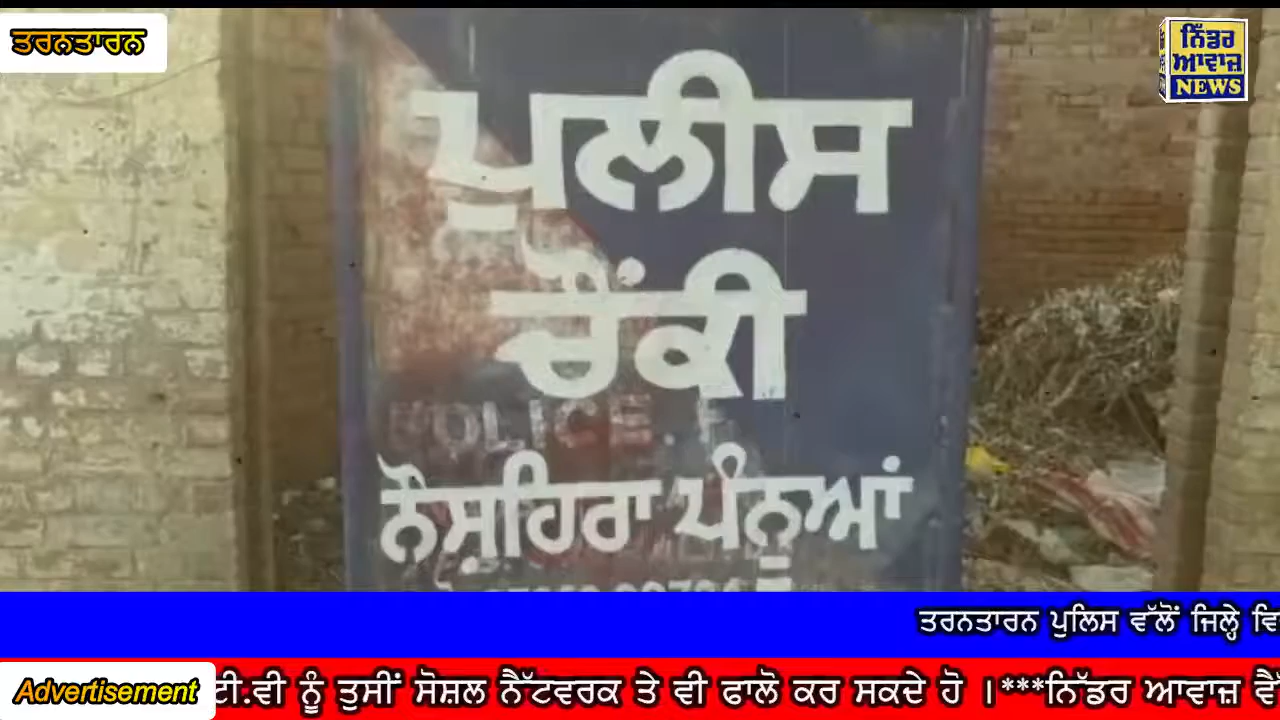 ਤਰਨਤਾਰਨ
ਨਿੱਡਰ
ਆਵਾਜ਼
NEWS
ਪੁਲੀਸ
ਚੌਂਕੀ
POLICE
ਨੌਸ਼ਹਿਰਾ ਪੰਨੂਆਂ
ਤਰਨਤਾਰਨ ਪੁਲਿਸ ਵੱਲੋਂ ਜਿਲ੍ਹੇ
Advertisement ਟੀ.ਵੀ ਨੂੰ ਤੁਸੀਂ ਸੋਸ਼ਲ ਨੈੱਟਵਰਕ ਤੇ ਵੀ ਫਾਲੋ ਕਰ ਸਕਦੇ ਹੋ ।***ਨਿੱਡਰ ਆਵਾਜ਼